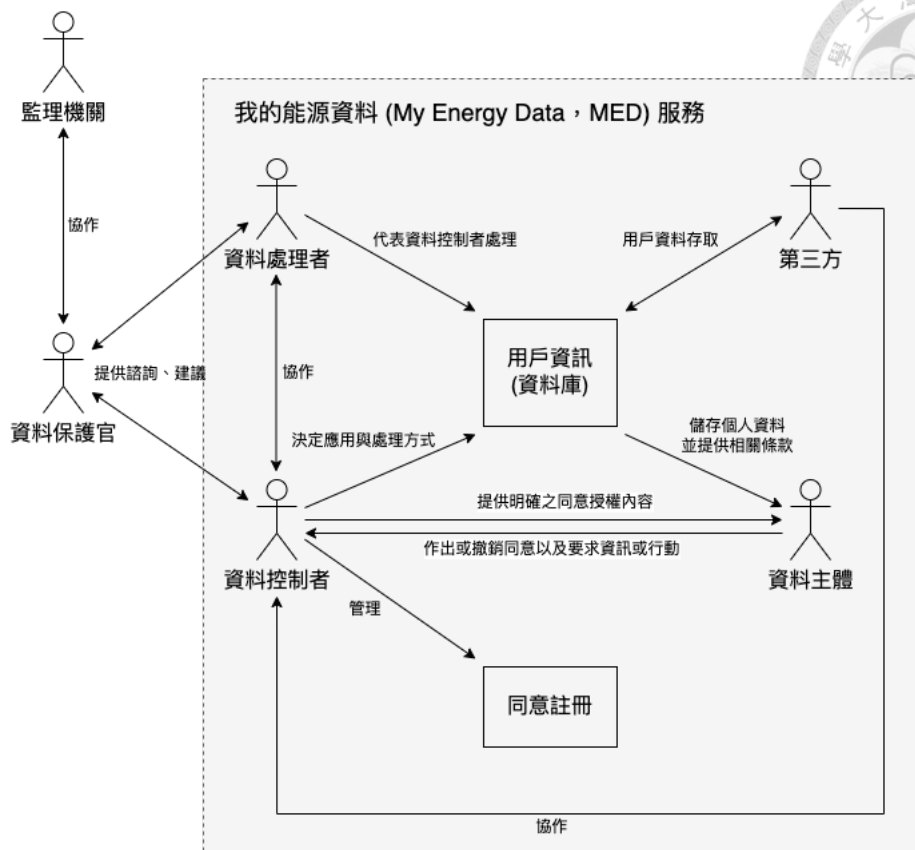 學大
監理機關
我的能源資料 (My Energy Data，MED) 服務
協作
資料處理者
代表資料控制者處理
用戶資料存取
第三方
用戶資訊
(資料庫)
協作
提供諮詢、建議
資料保護官
決定應用與處理方式
儲存個人資料
並提供相關條款
提供明確之同意授權內容
作出或撤銷同意以及要求資訊或行動
資料控制者
資料主體
管理
同意註冊
協作